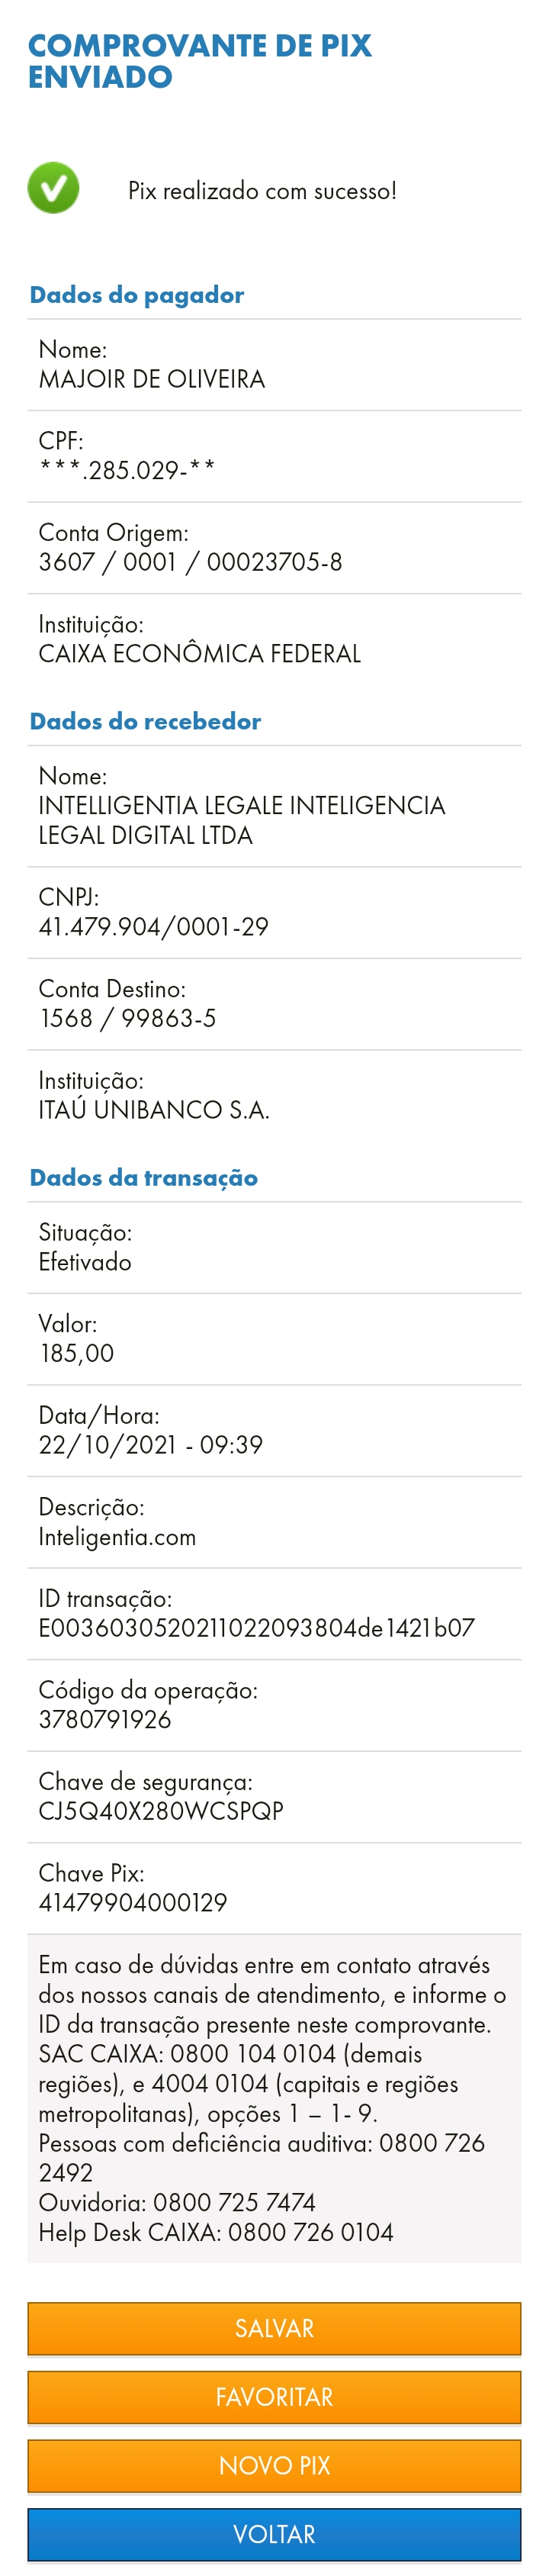 COMPROVANTE DE PIX
ENVIADO
Pix realizado com sucesso!
Dados do pagador
Nome:
MAJOIR DE OLIVEIRA
CPF:
***.285.029-**
Conta Origem:
3607 / 0001 / 00023705-8
Instituição:
CAIXA ECONÔMICA FEDERAL
Dados do recebedor
Nome:
INTELLIGENTIA LEGALE INTELIGENCIA
LEGAL DIGITAL LTDA
CNPJ:
41.479.904/0001-29
Conta Destino:
1568 / 99863-5
Instituição:
ITAÚ UNIBANCO S.A.
Dados da transação
Situação:
Efetivado
Valor:
185,00
Data/Hora:
22/10/2021 - 09:39
Descrição:
Inteligentia.com
ID transação:
E0036030520211022093804de1421b07
Código da operação:
3780791926
Chave de segurança:
CJ5Q40X280WCSPQP
Chave Pix:
41479904000129
Em caso de dúvidas entre em contato através
dos nossos canais de atendimento, e informe o
ID da transação presente neste comprovante.
SAC CAIXA: 0800 104 0104 (demais
regiões), e 4004 0104 (capitais e regiões
metropolitanas), opções 1 – 1- 9.
Pessoas com deficiência auditiva: 0800 726
2492
Ouvidoria: 0800 725 7474
Help Desk CAIXA: 0800 726 0104
SALVAR
FAVORITAR
NOVO PIX
VOLTAR